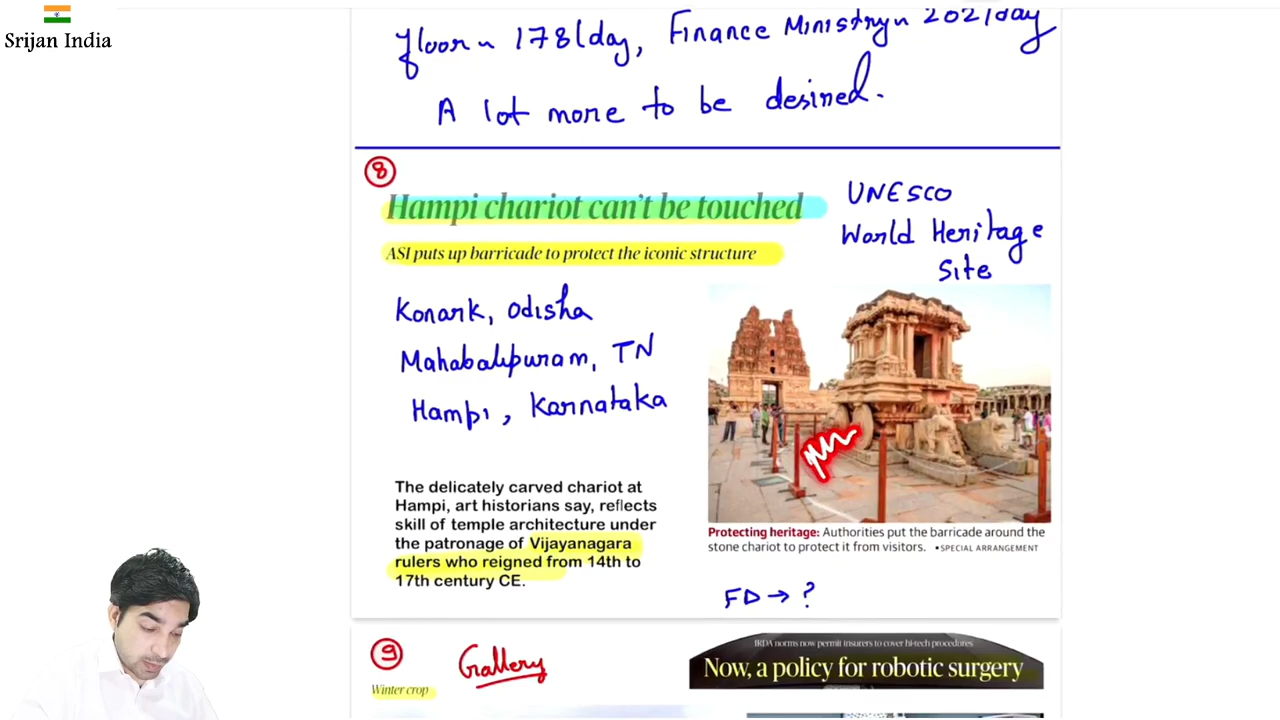 Srijan India
floor ~ 178/day, Finance Ministry ~ 202/day
A lot more to be desired.
8
Hampi chariot can't be touched
ASI puts up barricade to protect the iconic structure
UNESCO
World Heritage
Site
Konark, Odisha
Mahabalipuram, TN
Hampi, Karnataka
The delicately carved chariot at
Hampi, art historians say, reflects
skill of temple architecture under
the patronage of Vijayanagara
rulers who reigned from 14th to
17th century CE.
Protecting heritage: Authorities put the barricade around the
stone chariot to protect it from visitors. •SPECIAL ARRANGEMENT
FD → ?
9
Gallery
Winter crop
IRDA norms now permit insurers to cover hi-tech procedures
Now, a policy for robotic surgery